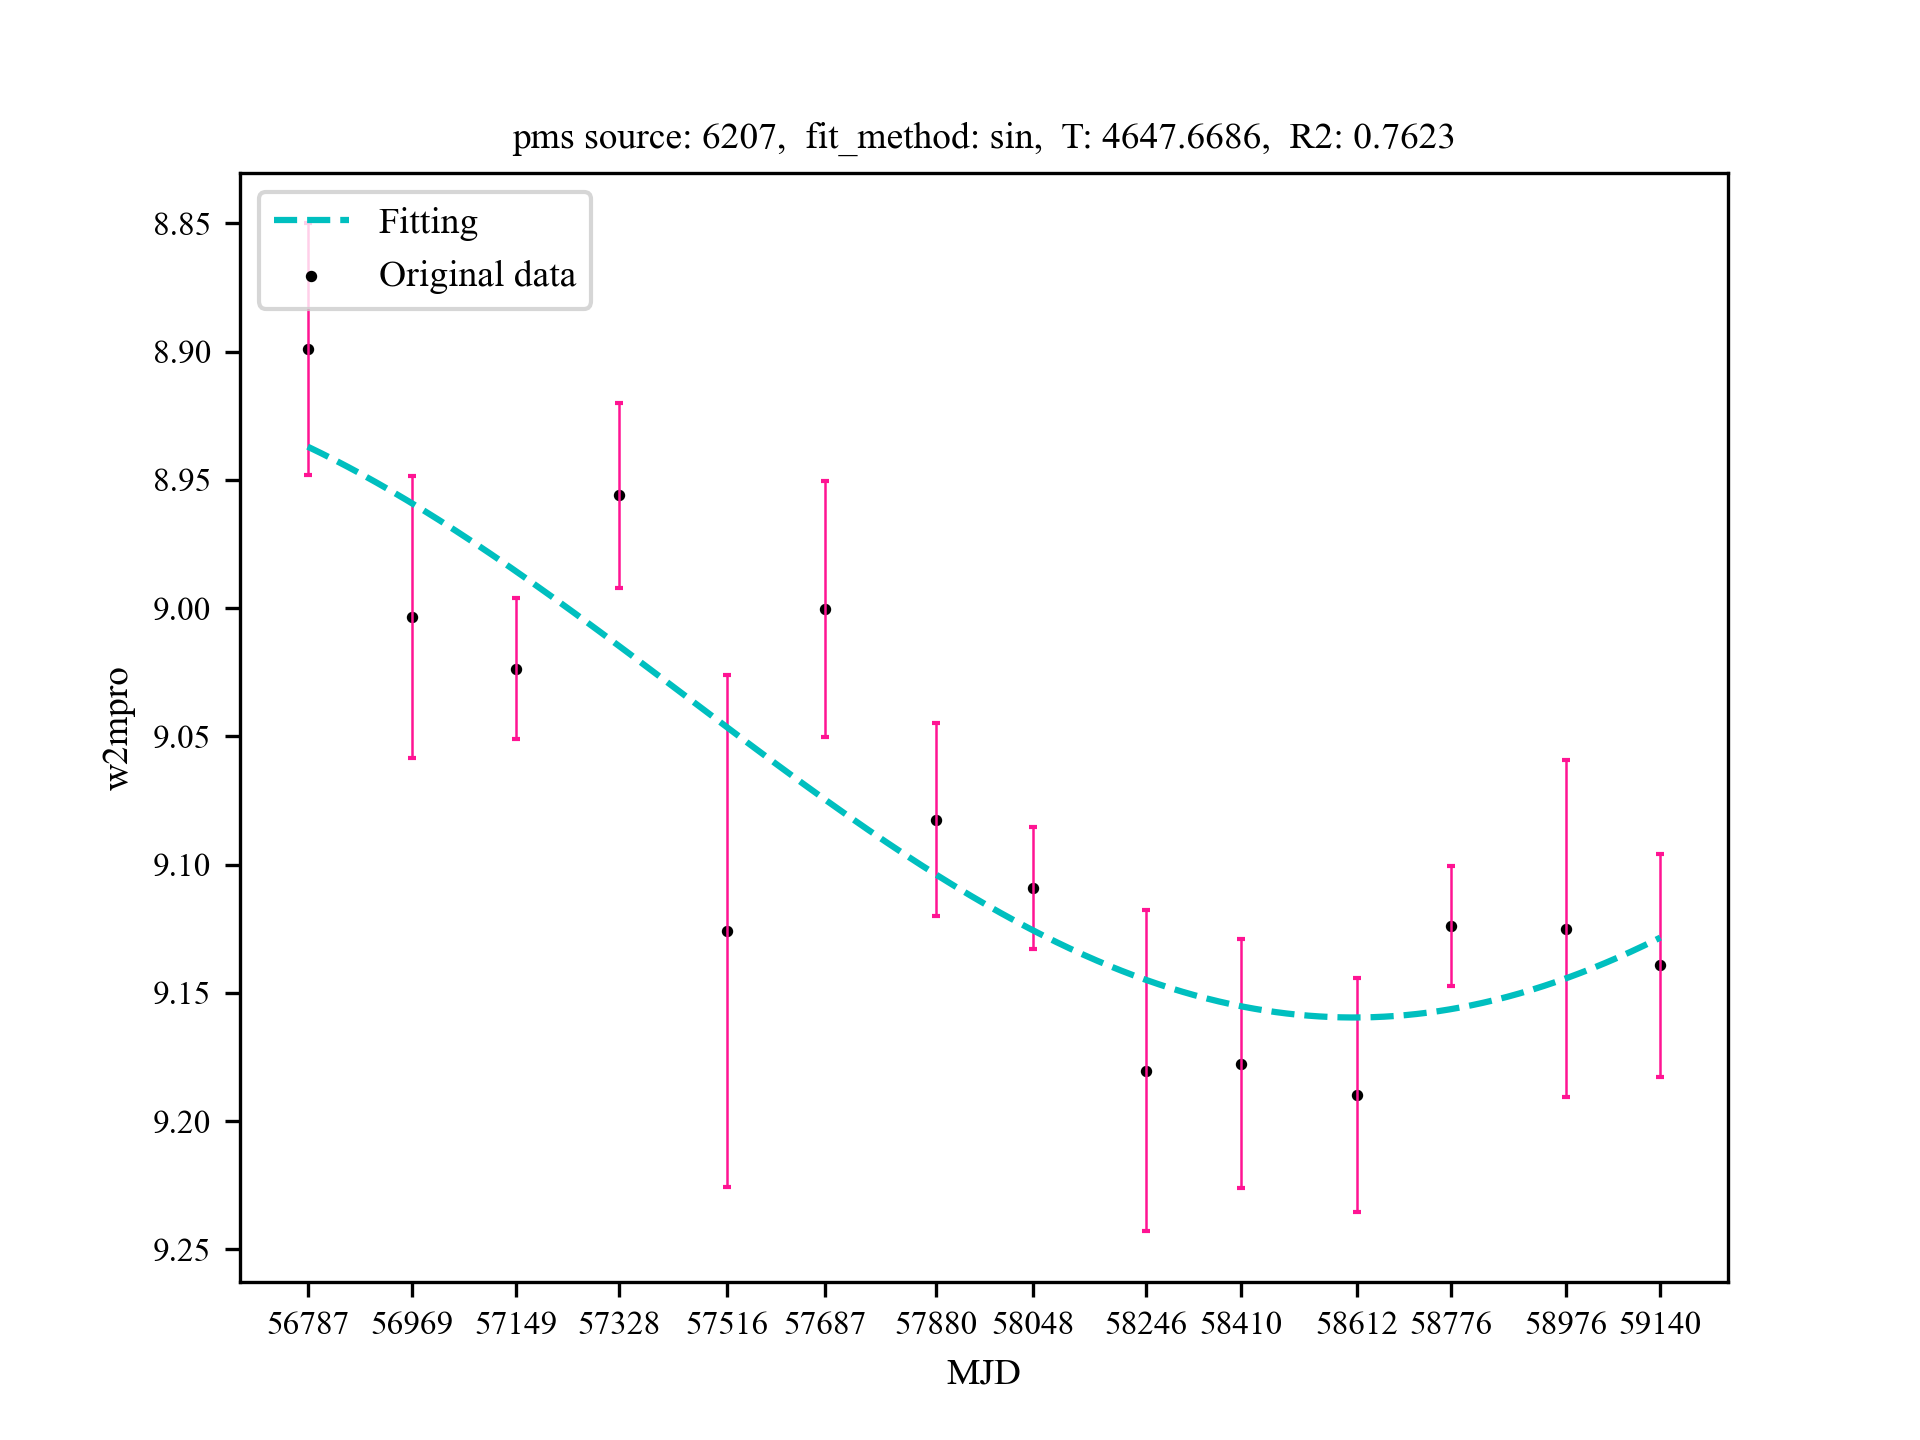 pms source: 6207,  fit_method: sin,  T: 4647.6686,  R2: 0.7623
Fitting
Original data
8.85
8.90
8.95
9.00
9.05
9.10
9.15
9.20
9.25
w2mpro
56787 56969 57149 57328 57516 57687 57880 58048 58246 58410 58612 58776 58976 59140
MJD